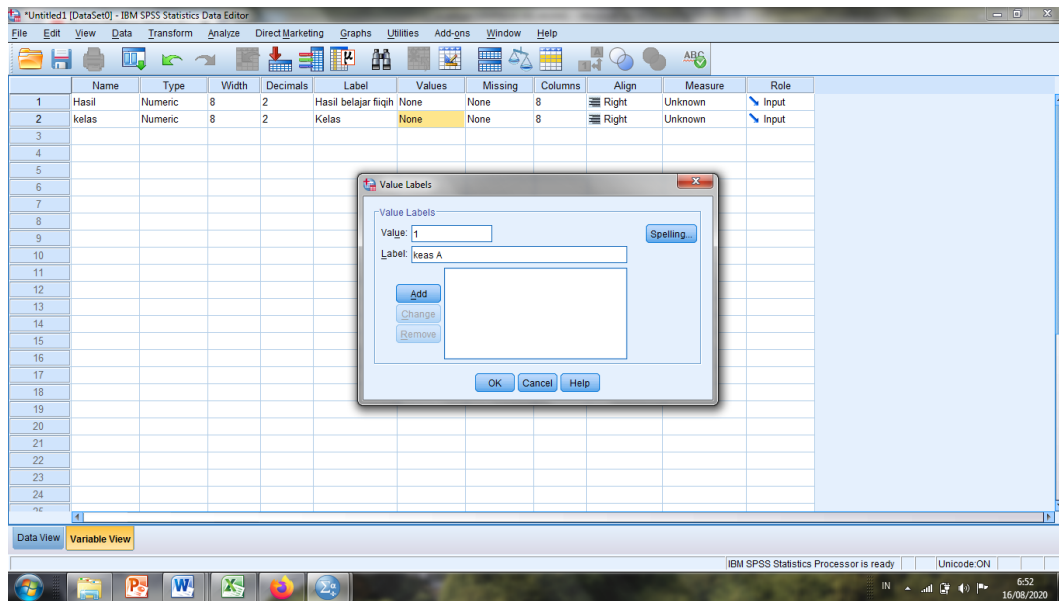 *Untitled1 [DataSet0] - IBM SPSS Statistics Data Editor
File Edit View Data Transform Analyze Direct Marketing Graphs Utilities Add-ons Window Help
Name Type Width Decimals Label Values Missing Columns Align Measure Role
1 Hasil Numeric 8 2 Hasil belajar fiiqih None None 8 Right Unknown Input
2 kelas Numeric 8 2 Kelas None None 8 Right Unknown Input
3
4
5
6
7
8
9
10
11
12
13
14
15
16
17
18
19
20
21
22
23
24
Value Labels
Value Labels
Value: 1
Spelling...
Label: keas A
Add
Change
Remove
OK Cancel Help
Data View Variable View
IBM SPSS Statistics Processor is ready Unicode:ON
IN 6:52
16/08/2020